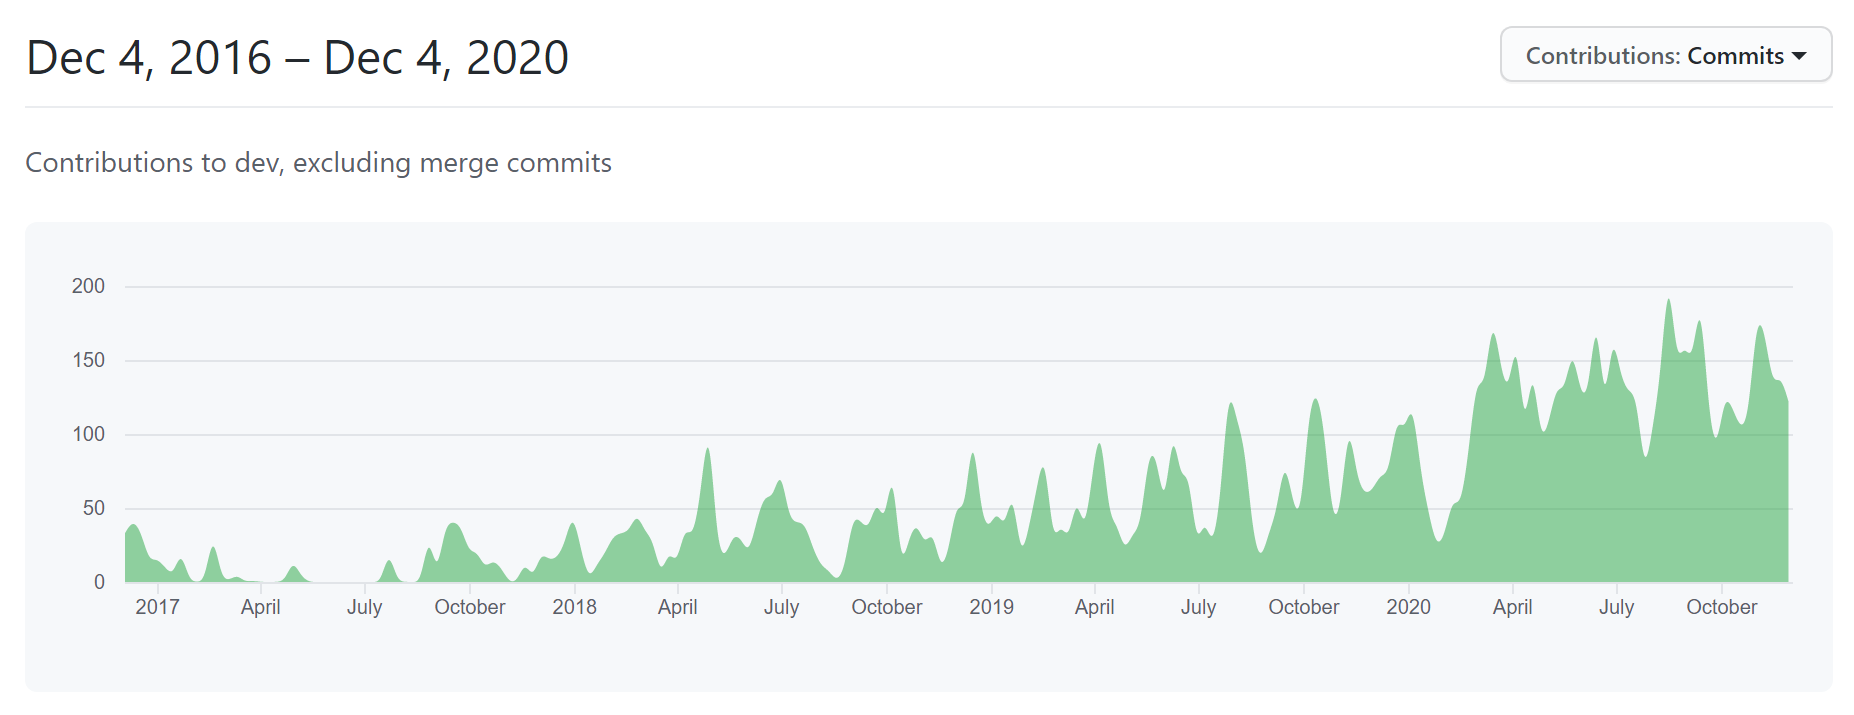 Dec 4, 2016 – Dec 4, 2020
Contributions: Commits
Contributions to dev, excluding merge commits
200
150
100
50
0
2017 April July October 2018 April July October 2019 April July October 2020 April July October